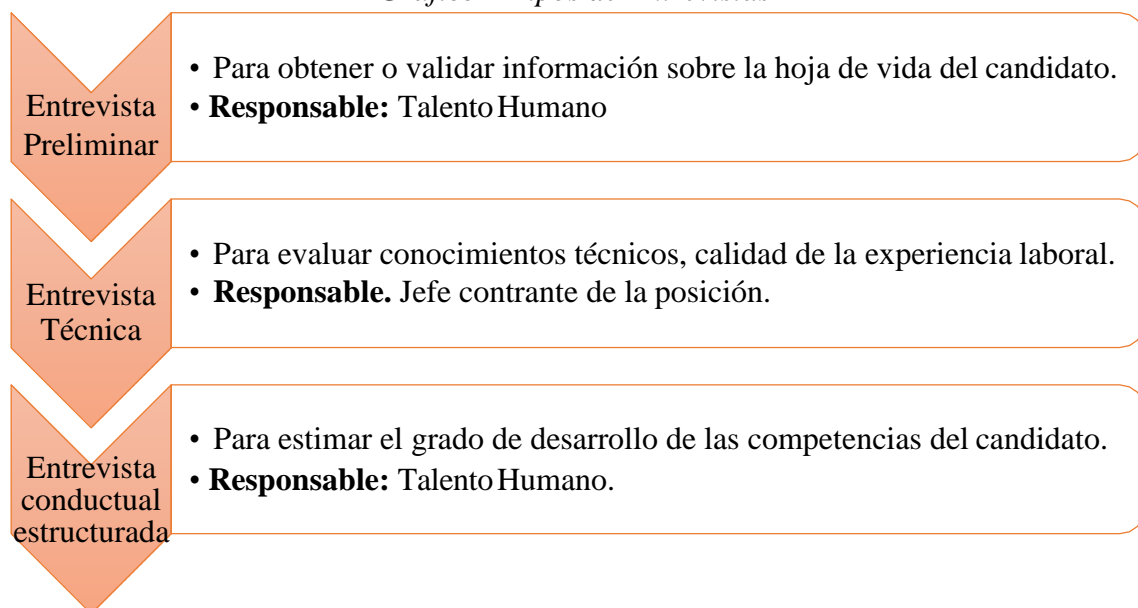 Entrevista
Preliminar
• Para obtener o validar información sobre la hoja de vida del candidato.
• Responsable: Talento Humano
Entrevista
Técnica
• Para evaluar conocimientos técnicos, calidad de la experiencia laboral.
• Responsable. Jefe contrante de la posición.
Entrevista
conductual
estructurada
• Para estimar el grado de desarrollo de las competencias del candidato.
• Responsable: Talento Humano.